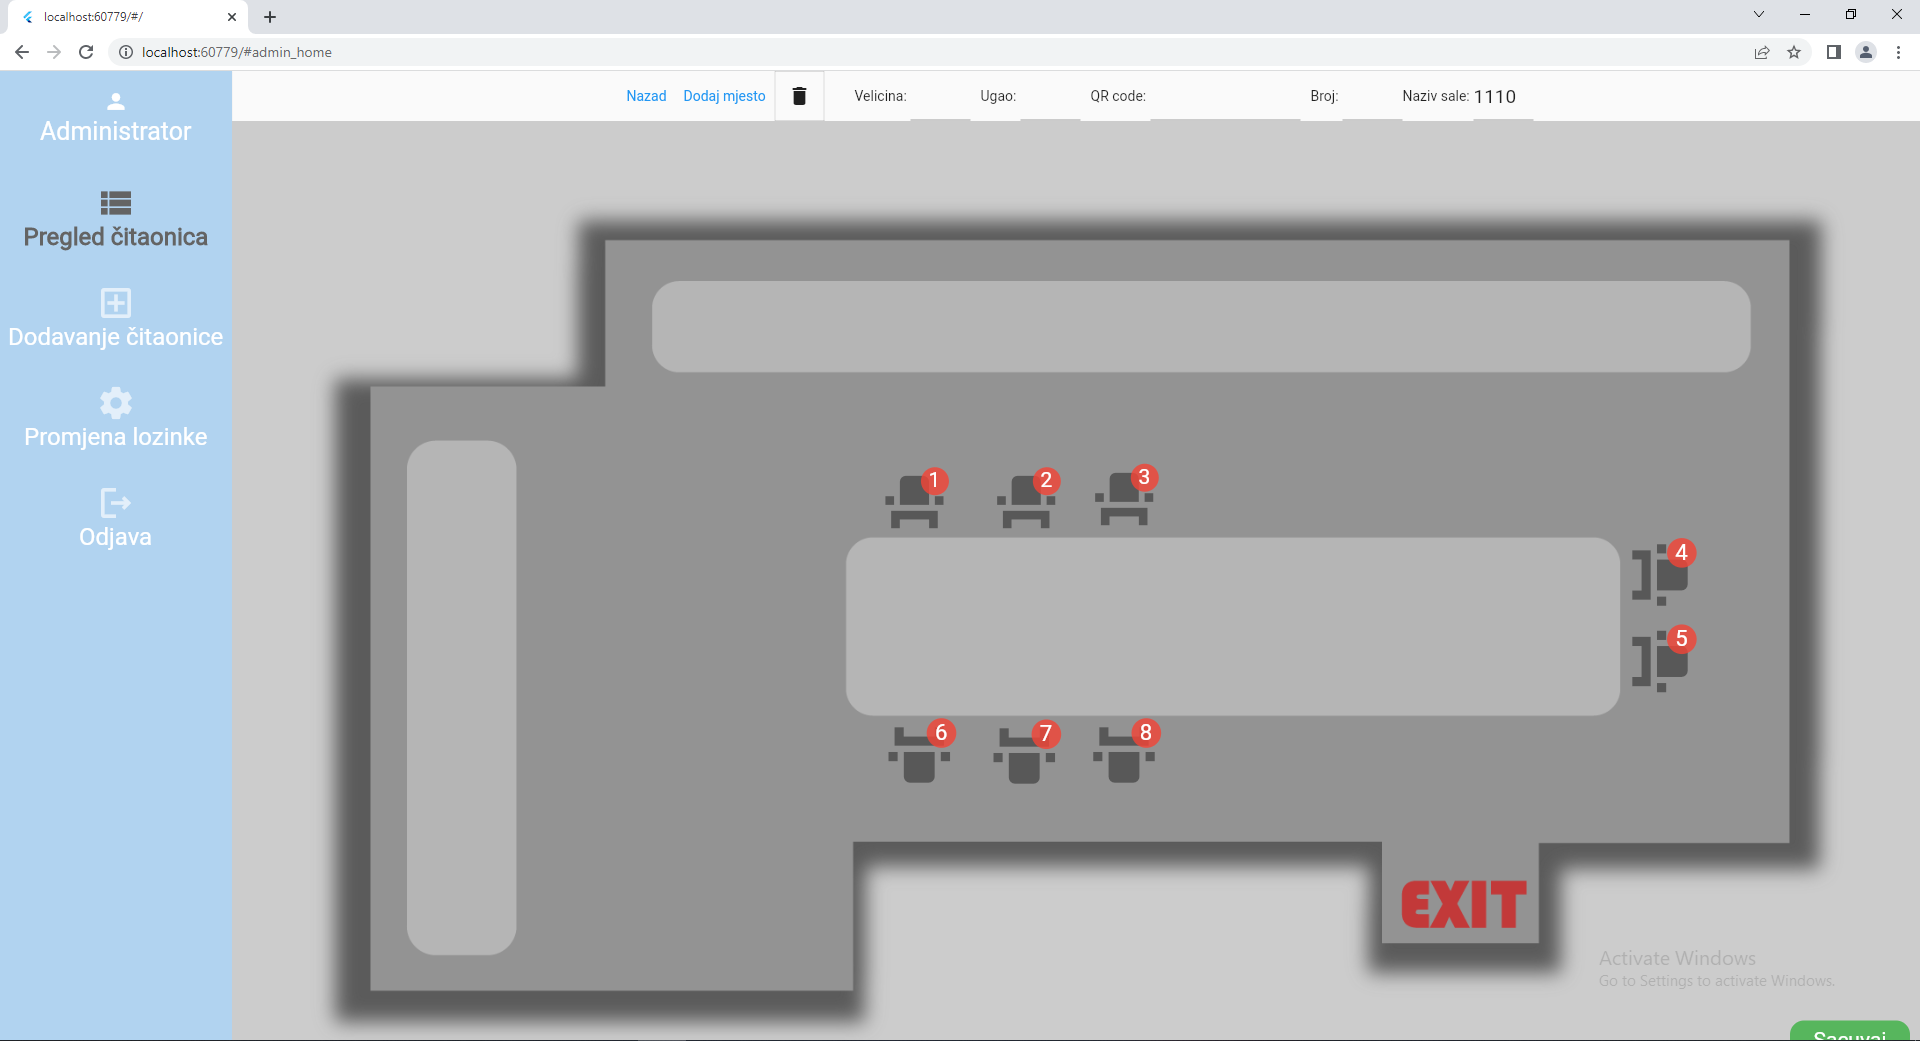 localhost:60779/#/
localhost:60779/#admin_home
Administrator
Pregled čitaonica
Dodavanje čitaonice
Promjena lozinke
Odjava
Nazad Dodaj mjesto Velicina: Ugao: QR code: Broj: Naziv sale: 1110
1 2 3
4
5
6 7 8
EXIT
Activate Windows
Go to Settings to activate Windows.
Sacuvaj